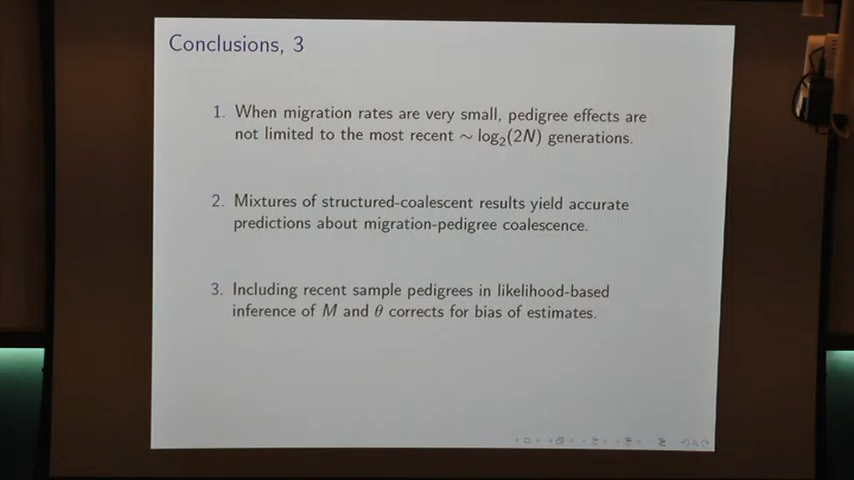 Conclusions, 3
1. When migration rates are very small, pedigree effects are
not limited to the most recent ∼ log₂(2N) generations.
2. Mixtures of structured-coalescent results yield accurate
predictions about migration-pedigree coalescence.
3. Including recent sample pedigrees in likelihood-based
inference of M and θ corrects for bias of estimates.